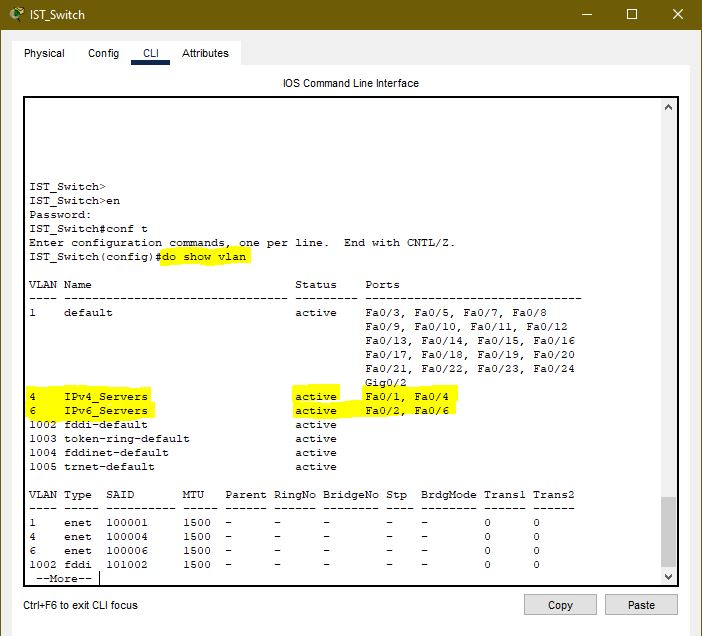 IST_Switch
Physical Config CLI Attributes
IOS Command Line Interface
IST_Switch>
IST_Switch>en
Password:
IST_Switch#conf t
Enter configuration commands, one per line.  End with CNTL/Z.
IST_Switch(config)#do show vlan
VLAN Name                             Status    Ports
---- -------------------------------- --------- -------------------------------
1    default                          active    Fa0/3, Fa0/5, Fa0/7, Fa0/8
                                                Fa0/9, Fa0/10, Fa0/11, Fa0/12
                                                Fa0/13, Fa0/14, Fa0/15, Fa0/16
                                                Fa0/17, Fa0/18, Fa0/19, Fa0/20
                                                Fa0/21, Fa0/22, Fa0/23, Fa0/24
                                                Gig0/2
4    IPv4_Servers                     active    Fa0/1, Fa0/4
6    IPv6_Servers                     active    Fa0/2, Fa0/6
1002 fddi-default                     active
1003 token-ring-default               active
1004 fddinet-default                  active
1005 trnet-default                    active
VLAN Type  SAID       MTU   Parent RingNo BridgeNo Stp  BrdgMode Trans1 Trans2
---- ----- ---------- ----- ------ ------ -------- ---- -------- ------ ------
1    enet  100001     1500  -      -      -        -    -        0      0
4    enet  100004     1500  -      -      -        -    -        0      0
6    enet  100006     1500  -      -      -        -    -        0      0
1002 fddi  101002     1500  -      -      -        -    -        0      0
 --More--
Ctrl+F6 to exit CLI focus
Copy Paste